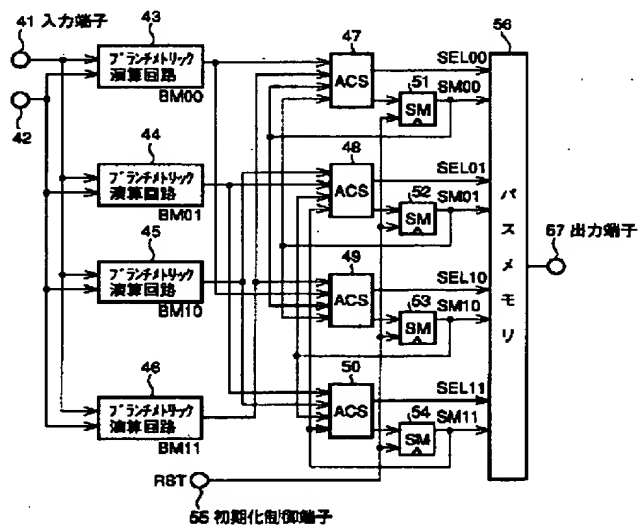 41 入力端子
42
43
ブランチメトリック
演算回路
BM00
44
ブランチメトリック
演算回路
BM01
45
ブランチメトリック
演算回路
BM10
46
ブランチメトリック
演算回路
BM11
47
ACS
SEL00
51
SM
SM00
48
ACS
SEL01
52
SM
SM01
49
ACS
SEL10
53
SM
SM10
50
ACS
SEL11
54
SM
SM11
56
パスメモリ
57 出力端子
RST
55 初期化制御端子